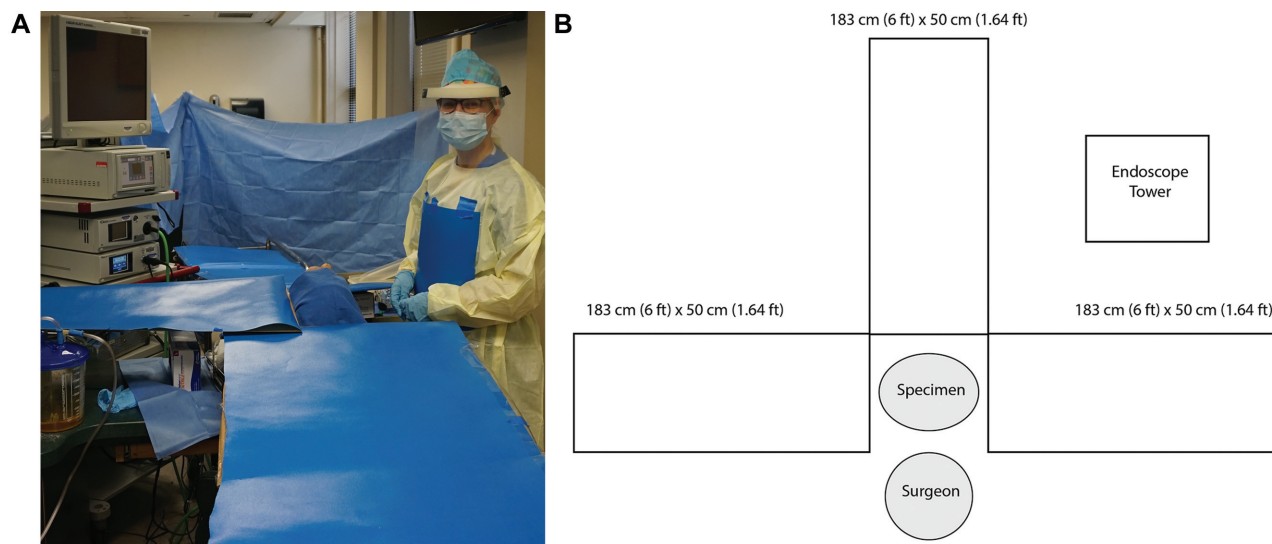 A
B
183 cm (6 ft) x 50 cm (1.64 ft)
Endoscope
Tower
183 cm (6 ft) x 50 cm (1.64 ft)
183 cm (6 ft) x 50 cm (1.64 ft)
Specimen
Surgeon